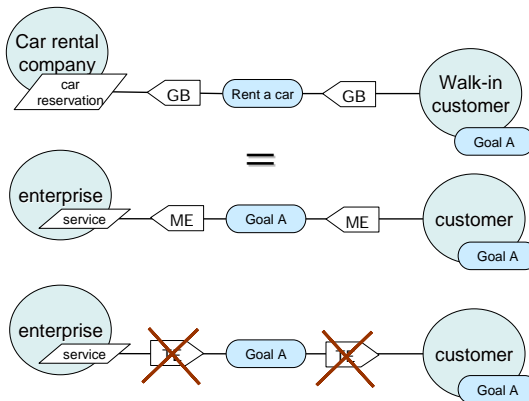 Car rental
company
car
reservation
GB
Rent a car
GB
Walk-in
customer
Goal A
=
enterprise
service
ME
Goal A
ME
customer
Goal A
enterprise
service
Goal A
customer
Goal A